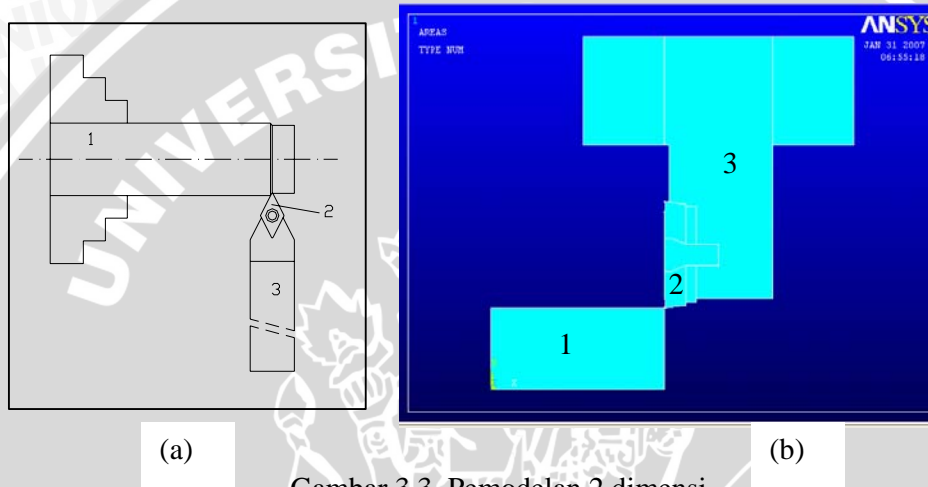 1
2
3
1
AREAS
TYPE NUM
ANSYS
JAN 31 2007
06:55:18
3
2
1
X
(a)
(b)
Gambar 3.3 Pemodelan 2 dimensi